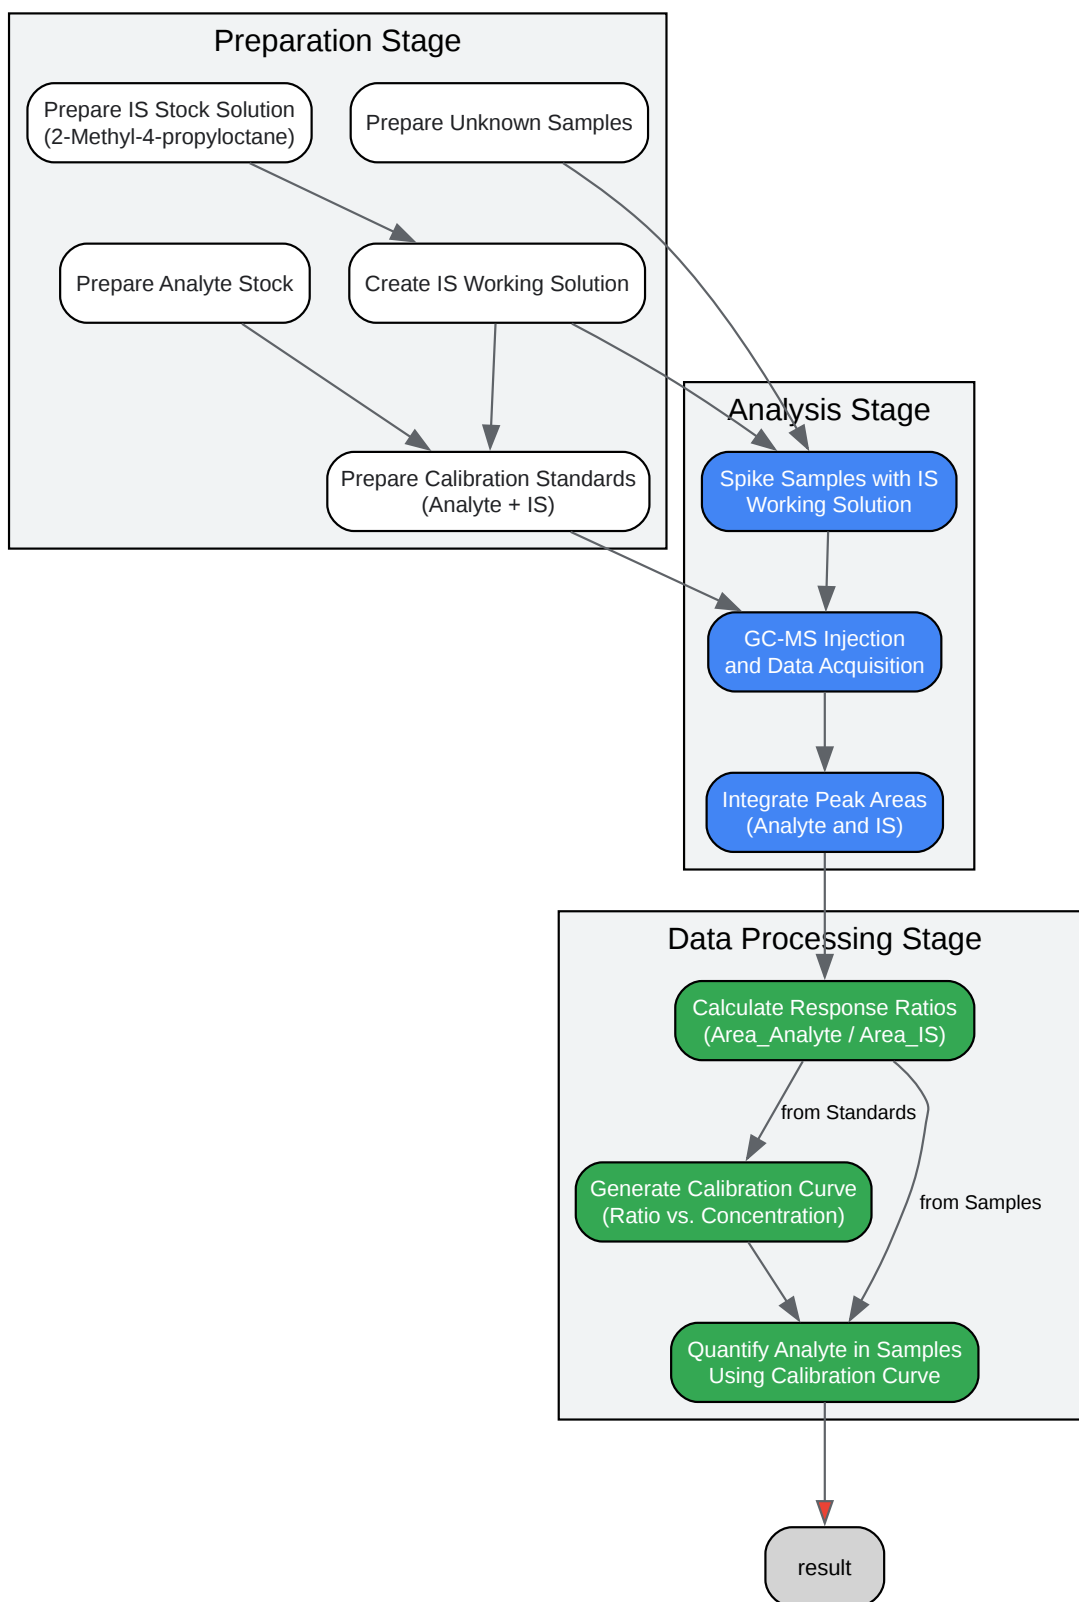 Preparation Stage
Prepare IS Stock Solution
(2-Methyl-4-propyloctane)
Prepare Unknown Samples
Prepare Analyte Stock
Create IS Working Solution
Prepare Calibration Standards
(Analyte + IS)
Analysis Stage
Spike Samples with IS
Working Solution
GC-MS Injection
and Data Acquisition
Integrate Peak Areas
(Analyte and IS)
Data Processing Stage
Calculate Response Ratios
(Area_Analyte / Area_IS)
from Standards
Generate Calibration Curve
(Ratio vs. Concentration)
from Samples
Quantify Analyte in Samples
Using Calibration Curve
result